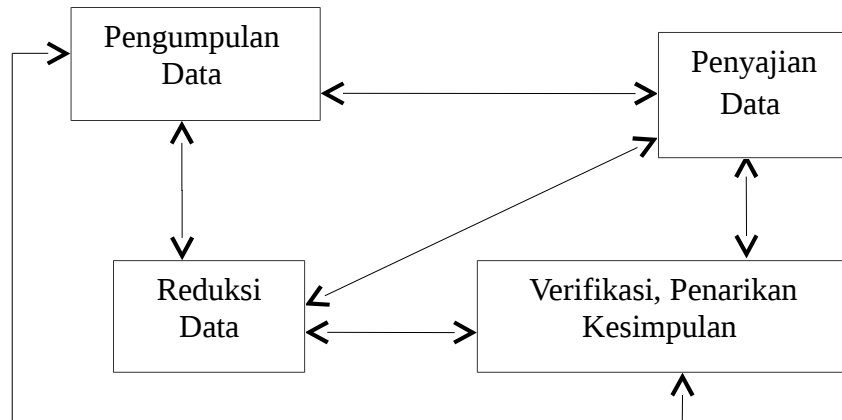 Pengumpulan
Data
Penyajian
Data
Reduksi
Data
Verifikasi, Penarikan
Kesimpulan